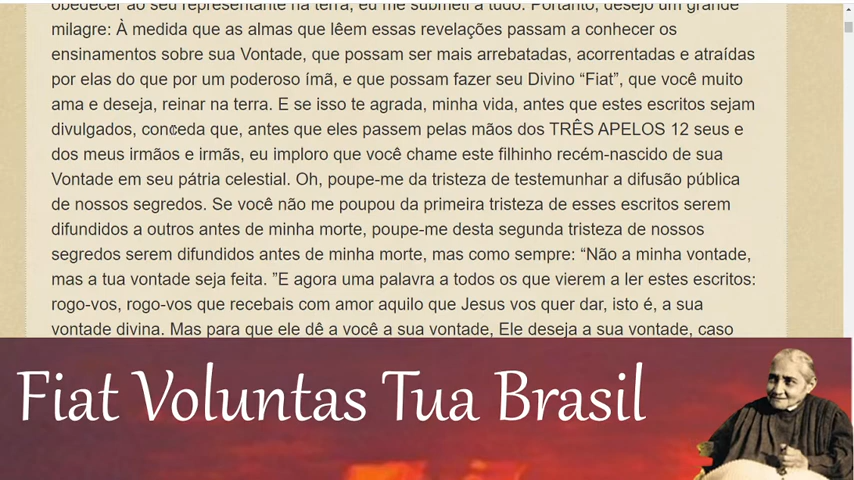 obedecer ao seu representante na terra, eu me submeti a tudo. Portanto, desejo um grande
milagre: À medida que as almas que lêem essas revelações passam a conhecer os
ensinamentos sobre sua Vontade, que possam ser mais arrebatadas, acorrentadas e atraídas
por elas do que por um poderoso ímã, e que possam fazer seu Divino “Fiat”, que você muito
ama e deseja, reinar na terra. E se isso te agrada, minha vida, antes que estes escritos sejam
divulgados, conceda que, antes que eles passem pelas mãos dos TRÊS APELOS 12 seus e
dos meus irmãos e irmãs, eu imploro que você chame este filhinho recém-nascido de sua
Vontade em seu pátria celestial. Oh, poupe-me da tristeza de testemunhar a difusão pública
de nossos segredos. Se você não me poupou da primeira tristeza de esses escritos serem
difundidos a outros antes de minha morte, poupe-me desta segunda tristeza de nossos
segredos serem difundidos antes de minha morte, mas como sempre: “Não a minha vontade,
mas a tua vontade seja feita. ”E agora uma palavra a todos os que vierem a ler estes escritos:
rogo-vos, rogo-vos que recebais com amor aquilo que Jesus vos quer dar, isto é, a sua
vontade divina. Mas para que ele dê a você a sua vontade, Ele deseja a sua vontade, caso
Fiat Voluntas Tua Brasil